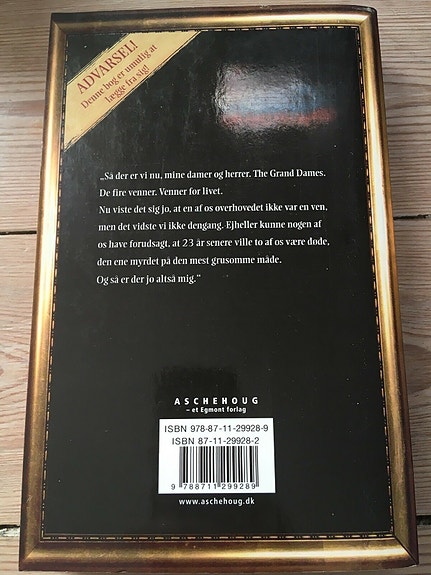 ADVARSEL!
Denne bog er umulig at
lægge fra sig!
„Så der er vi nu, mine damer og herrer. The Grand Dames.
De fire venner. Venner for livet.
Nu viste det sig jo, at en af os overhovedet ikke var en ven,
men det vidste vi ikke dengang. Ejheller kunne nogen af
os have forudsagt, at 23 år senere ville to af os være døde,
den ene myrdet på den mest grusomme måde.
Og så er der jo altså mig.“
ASCHEHOUG
– et Egmont forlag
ISBN 978-87-11-29928-9
ISBN 87-11-29928-2
9 788711 299289
www.aschehoug.dk